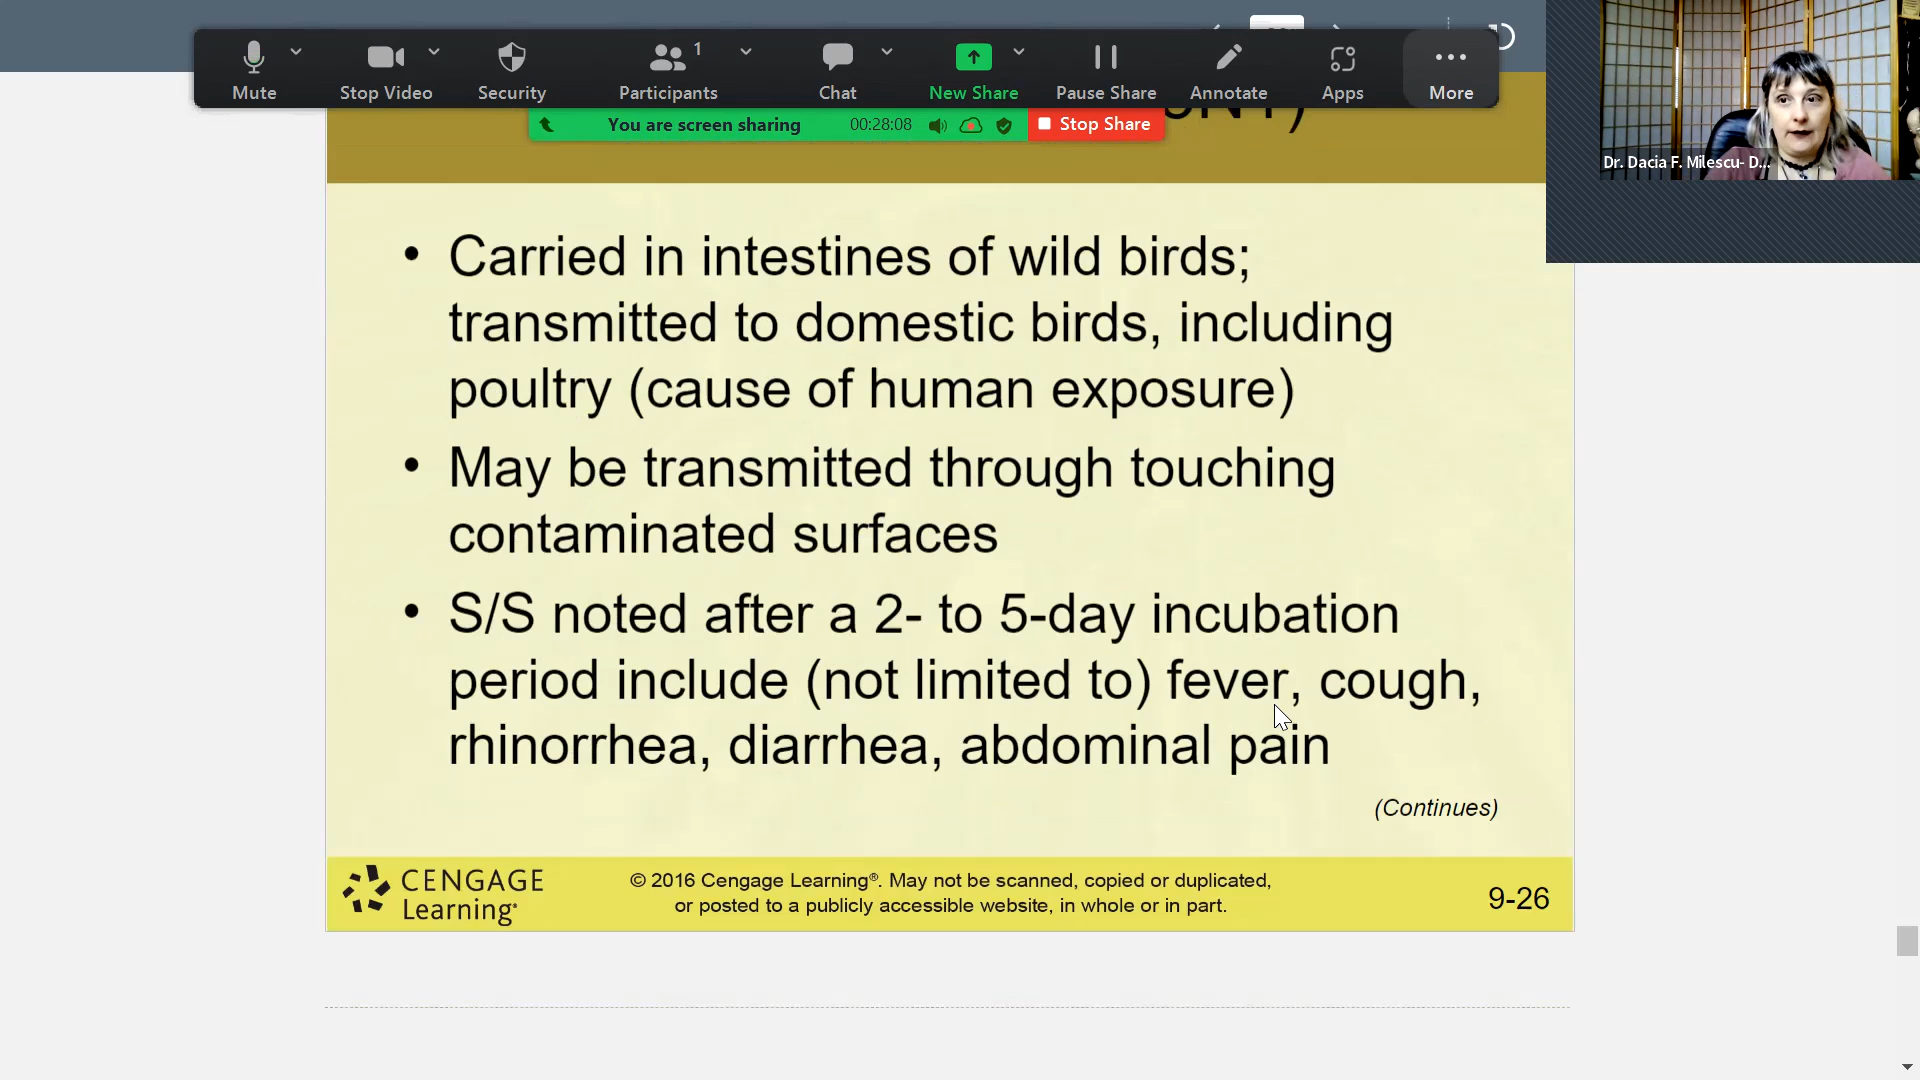 1
Mute
Stop Video
Security
Participants
Chat
New Share
Pause Share
Annotate
Apps
More
You are screen sharing
00:28:08
Stop Share
Dr. Dacia F. Milescu- D...
• Carried in intestines of wild birds;
transmitted to domestic birds, including
poultry (cause of human exposure)
• May be transmitted through touching
contaminated surfaces
• S/S noted after a 2- to 5-day incubation
period include (not limited to) fever, cough,
rhinorrhea, diarrhea, abdominal pain
(Continues)
CENGAGE
Learning®
© 2016 Cengage Learning®. May not be scanned, copied or duplicated,
or posted to a publicly accessible website, in whole or in part.
9-26